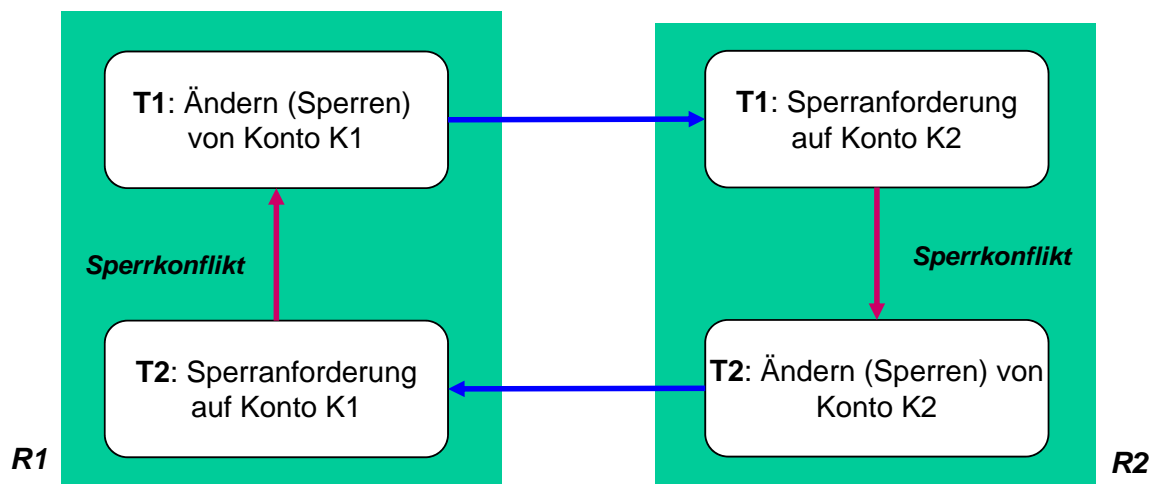 T1: Ändern (Sperren)
von Konto K1
T1: Sperranforderung
auf Konto K2
Sperrkonflikt
Sperrkonflikt
T2: Sperranforderung
auf Konto K1
T2: Ändern (Sperren) von
Konto K2
R1
R2